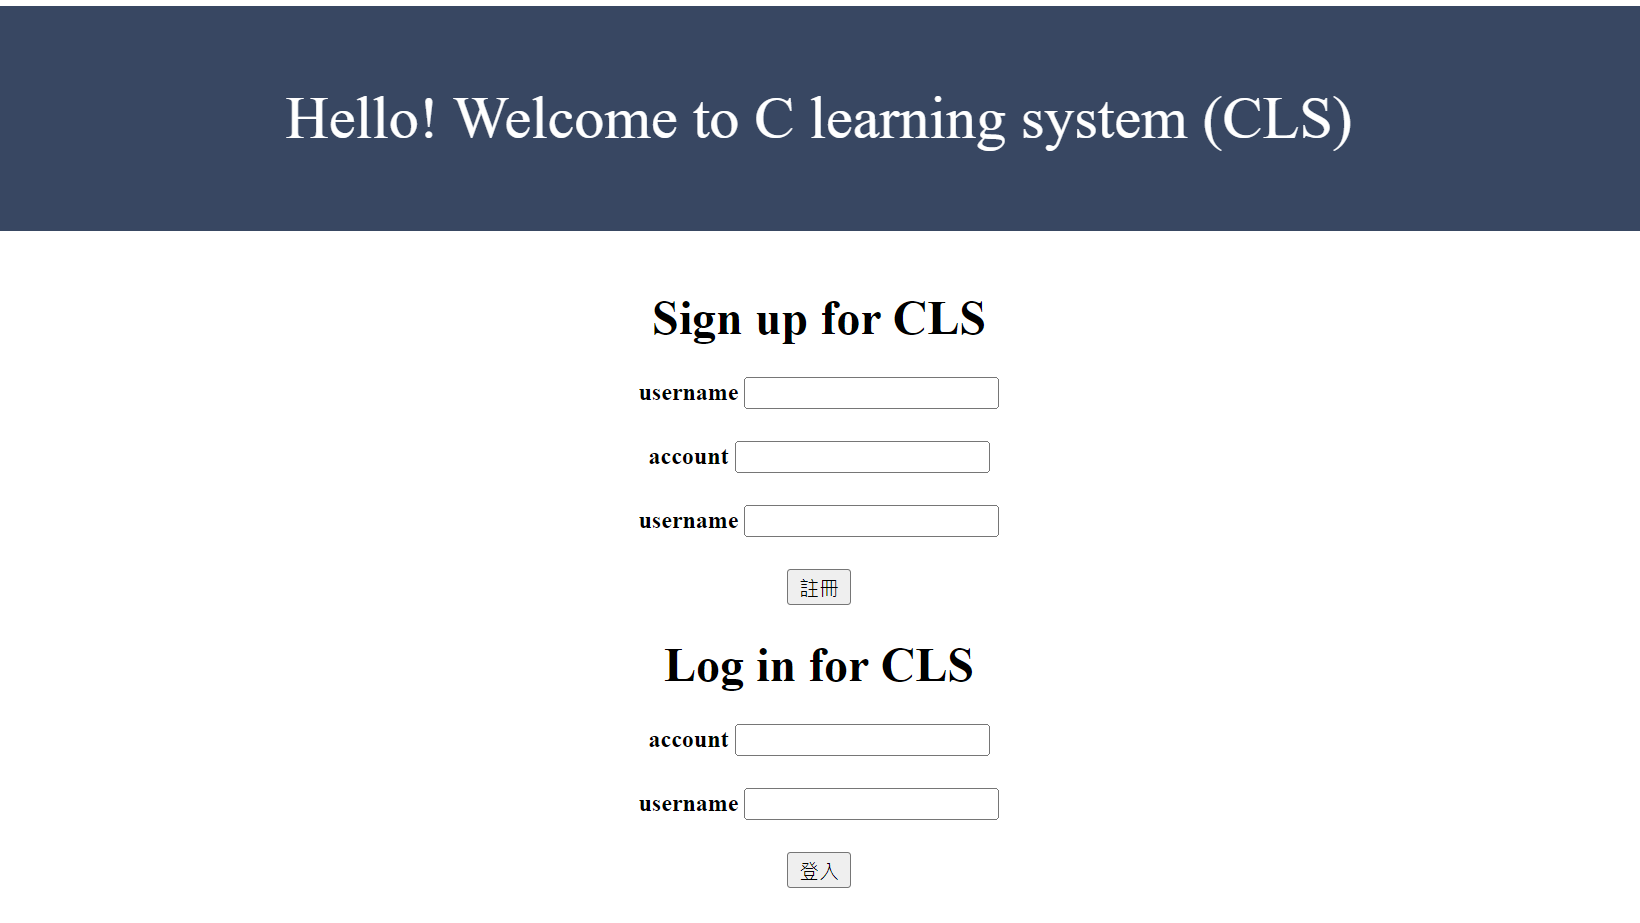 Hello! Welcome to C learning system (CLS)
Sign up for CLS
username
account
username
註冊
Log in for CLS
account
username
登入